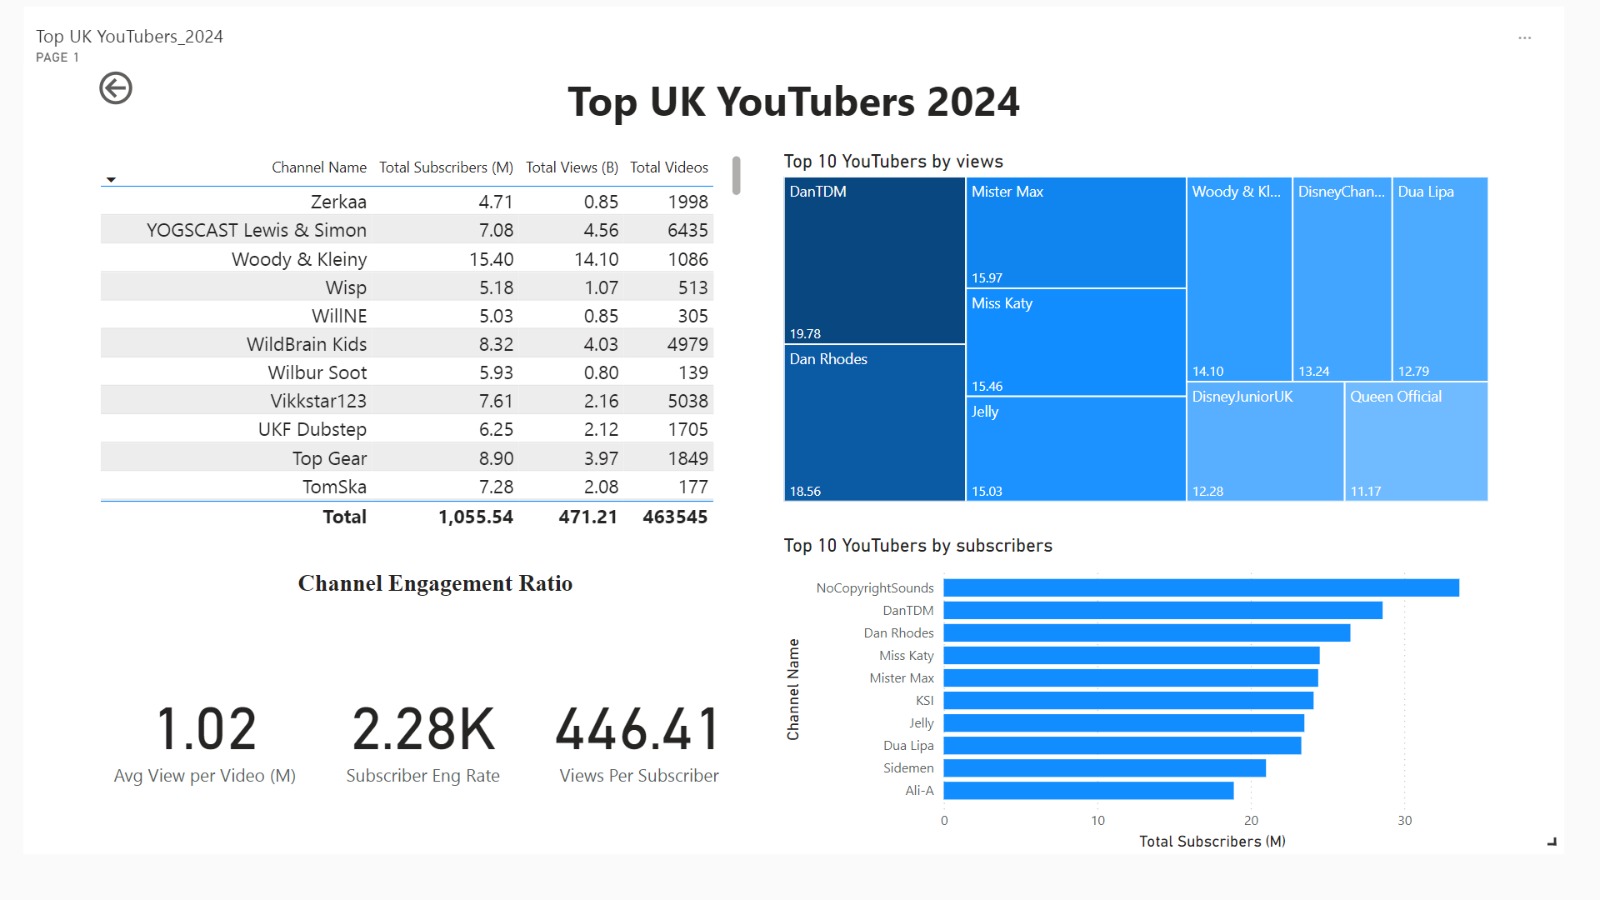 Top UK YouTubers_2024
...
PAGE 1
Top UK YouTubers 2024
Channel Name Total Subscribers (M) Total Views (B) Total Videos
Zerkaa 4.71 0.85 1998
YOGSCAST Lewis & Simon 7.08 4.56 6435
Woody & Kleiny 15.40 14.10 1086
Wisp 5.18 1.07 513
WillNE 5.03 0.85 305
WildBrain Kids 8.32 4.03 4979
Wilbur Soot 5.93 0.80 139
Vikkstar123 7.61 2.16 5038
UKF Dubstep 6.25 2.12 1705
Top Gear 8.90 3.97 1849
TomSka 7.28 2.08 177
Total 1,055.54 471.21 463545
Channel Engagement Ratio
1.02
Avg View per Video (M)
2.28K
Subscriber Eng Rate
446.41
Views Per Subscriber
Top 10 YouTubers by views
DanTDM
19.78
Dan Rhodes
18.56
Mister Max
15.97
Miss Katy
15.46
Jelly
15.03
Woody & Kl...
14.10
DisneyChan...
13.24
Dua Lipa
12.79
DisneyJuniorUK
12.28
Queen Official
11.17
Top 10 YouTubers by subscribers
Channel Name
NoCopyrightSounds
DanTDM
Dan Rhodes
Miss Katy
Mister Max
KSI
Jelly
Dua Lipa
Sidemen
Ali-A
0 10 20 30
Total Subscribers (M)